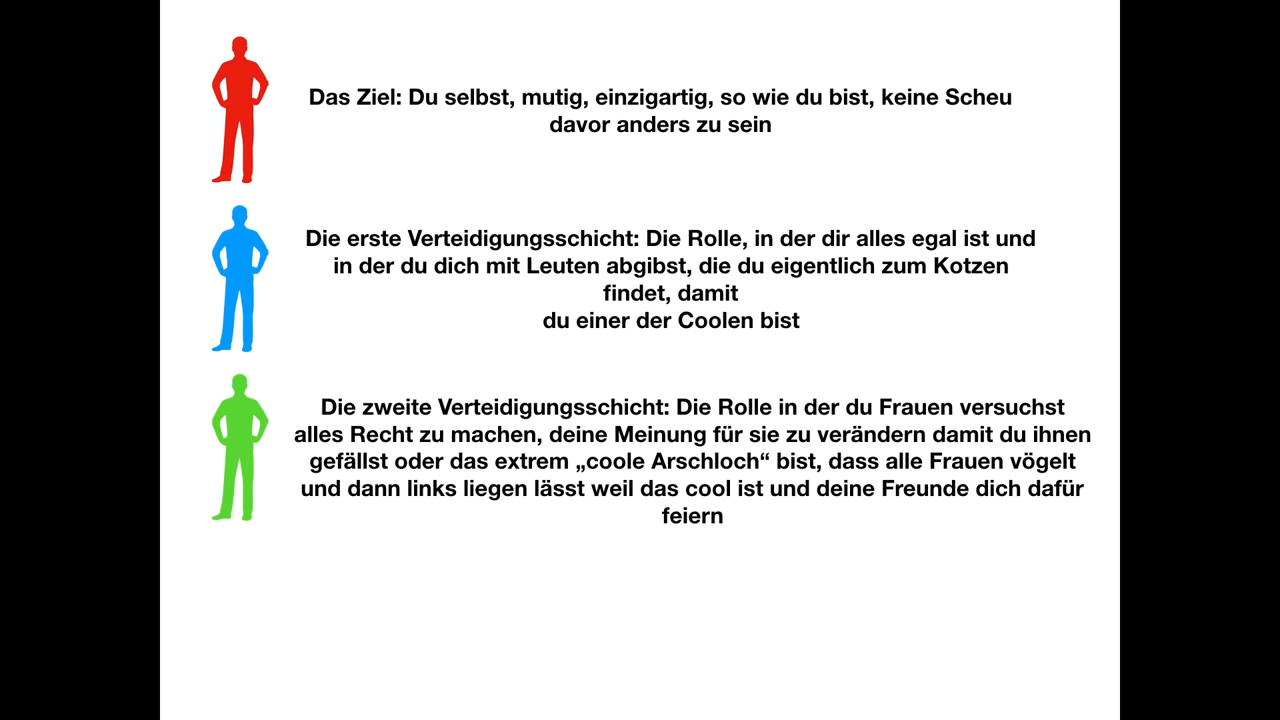 Das Ziel: Du selbst, mutig, einzigartig, so wie du bist, keine Scheu
davor anders zu sein
Die erste Verteidigungsschicht: Die Rolle, in der dir alles egal ist und
in der du dich mit Leuten abgibst, die du eigentlich zum Kotzen
findet, damit
du einer der Coolen bist
Die zweite Verteidigungsschicht: Die Rolle in der du Frauen versuchst
alles Recht zu machen, deine Meinung für sie zu verändern damit du ihnen
gefällst oder das extrem „coole Arschloch“ bist, dass alle Frauen vögelt
und dann links liegen lässt weil das cool ist und deine Freunde dich dafür
feiern